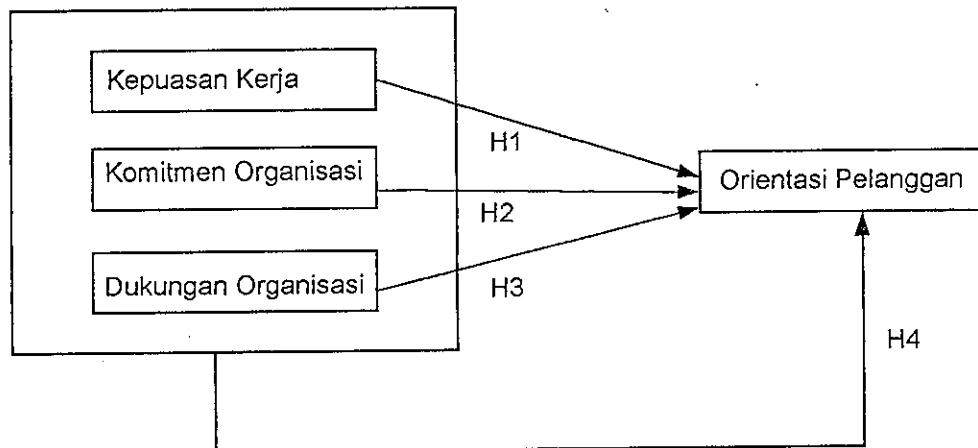 Kepuasan Kerja
H1
Komitmen Organisasi
Orientasi Pelanggan
H2
Dukungan Organisasi
H3
H4